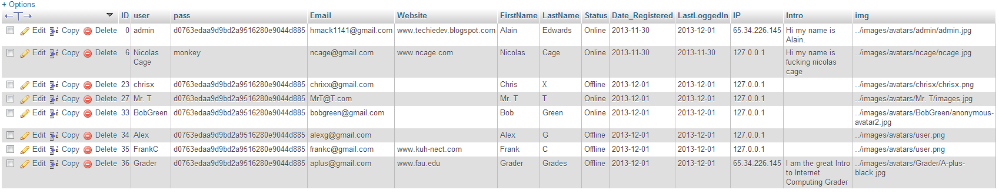 + Options
←T→ ID user pass Email Website FirstName LastName Status Date_Registered LastLoggedIn IP Intro img
Edit Copy Delete 0 admin d0763edaa9d9bd2a9516280e9044d885 hmack1141@gmail.com www.techiedev.blogspot.com Alain Edwards Online 2013-11-30 2013-12-01 65.34.226.145 Hi my name is ../images/avatars/admin/admin.jpg
Alain.
Edit Copy Delete 6 Nicolas monkey ncage@gmail.com www.ncage.com Nicolas Cage Online 2013-11-30 2013-11-30 127.0.0.1 Hi my name is ../images/avatars/ncage/ncage.jpg
Cage fucking nicolas
cage
Edit Copy Delete 23 chrisx d0763edaa9d9bd2a9516280e9044d885 chrixx@gmail.com Chris X Offline 2013-12-01 2013-12-01 127.0.0.1 ../images/avatars/chrisx/chrisx.png
Edit Copy Delete 27 Mr. T d0763edaa9d9bd2a9516280e9044d885 MrT@T.com Mr. T T Online 2013-12-01 2013-12-01 127.0.0.1 ../images/avatars/Mr. T/images.jpg
Edit Copy Delete 33 BobGreen d0763edaa9d9bd2a9516280e9044d885 bobgreen@gmail.com Bob Green Online 2013-12-01 2013-12-01 127.0.0.1 ../images/avatars/BobGreen/anonymous-
avatar2.jpg
Edit Copy Delete 34 Alex d0763edaa9d9bd2a9516280e9044d885 alexg@gmail.com Alex G Offline 2013-12-01 2013-12-01 127.0.0.1 ../images/avatars/user.png
Edit Copy Delete 35 FrankC d0763edaa9d9bd2a9516280e9044d885 frankc@gmail.com www.kuh-nect.com Frank C Offline 2013-12-01 2013-12-01 127.0.0.1 ../images/avatars/user.png
Edit Copy Delete 36 Grader d0763edaa9d9bd2a9516280e9044d885 aplus@gmail.com www.fau.edu Grader Grades Offline 2013-12-01 2013-12-01 65.34.226.145 I am the great Intro ../images/avatars/Grader/A-plus-
to Internet black.jpg
Computing Grader